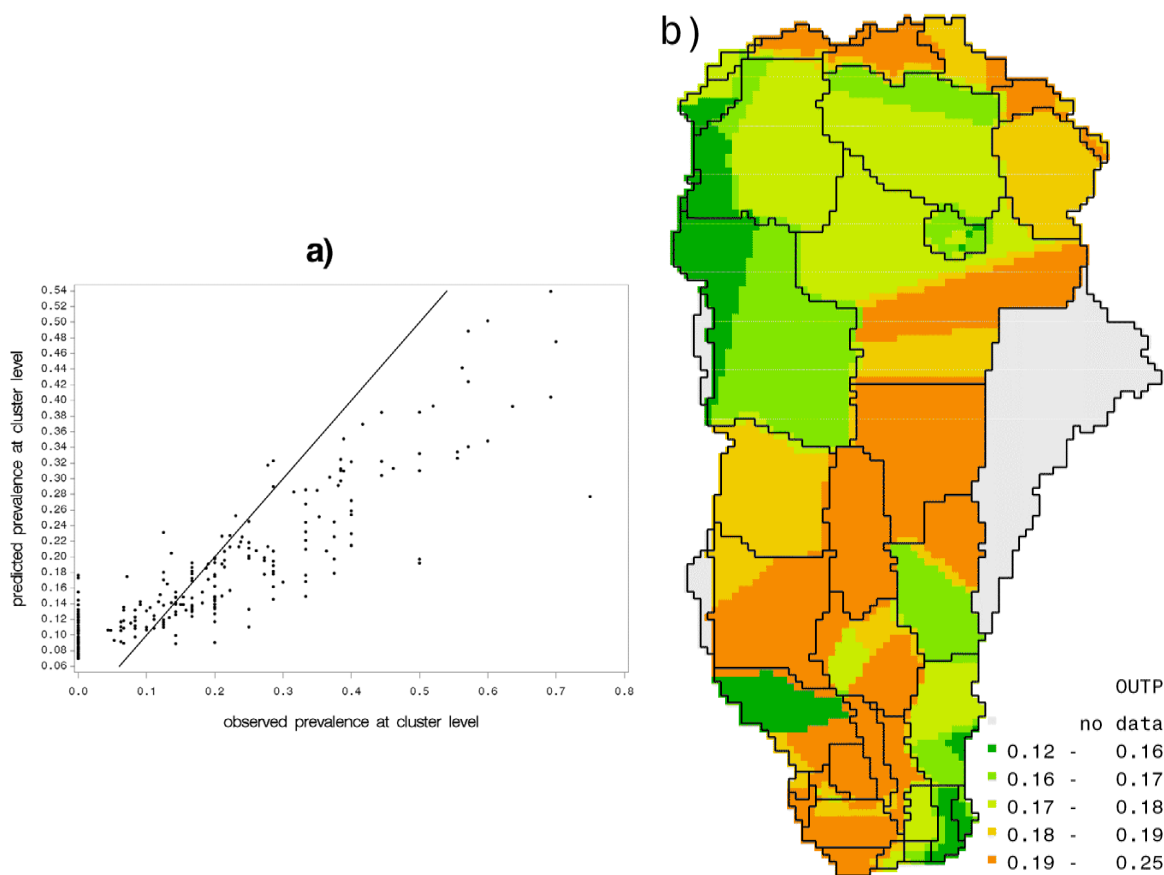 a)
predicted prevalence at cluster level
0.54
0.52
0.50
0.48
0.46
0.44
0.42
0.40
0.38
0.36
0.34
0.32
0.30
0.28
0.26
0.24
0.22
0.20
0.18
0.16
0.14
0.12
0.10
0.08
0.06
0.0 0.1 0.2 0.3 0.4 0.5 0.6 0.7 0.8
observed prevalence at cluster level
b)
OUTP
no data
0.12 - 0.16
0.16 - 0.17
0.17 - 0.18
0.18 - 0.19
0.19 - 0.25